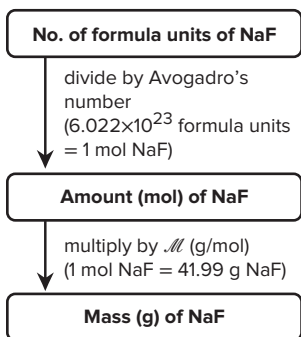 No. of formula units of NaF
divide by Avogadro's
number
(6.022×10²³ formula units
= 1 mol NaF)
Amount (mol) of NaF
multiply by ℳ (g/mol)
(1 mol NaF = 41.99 g NaF)
Mass (g) of NaF